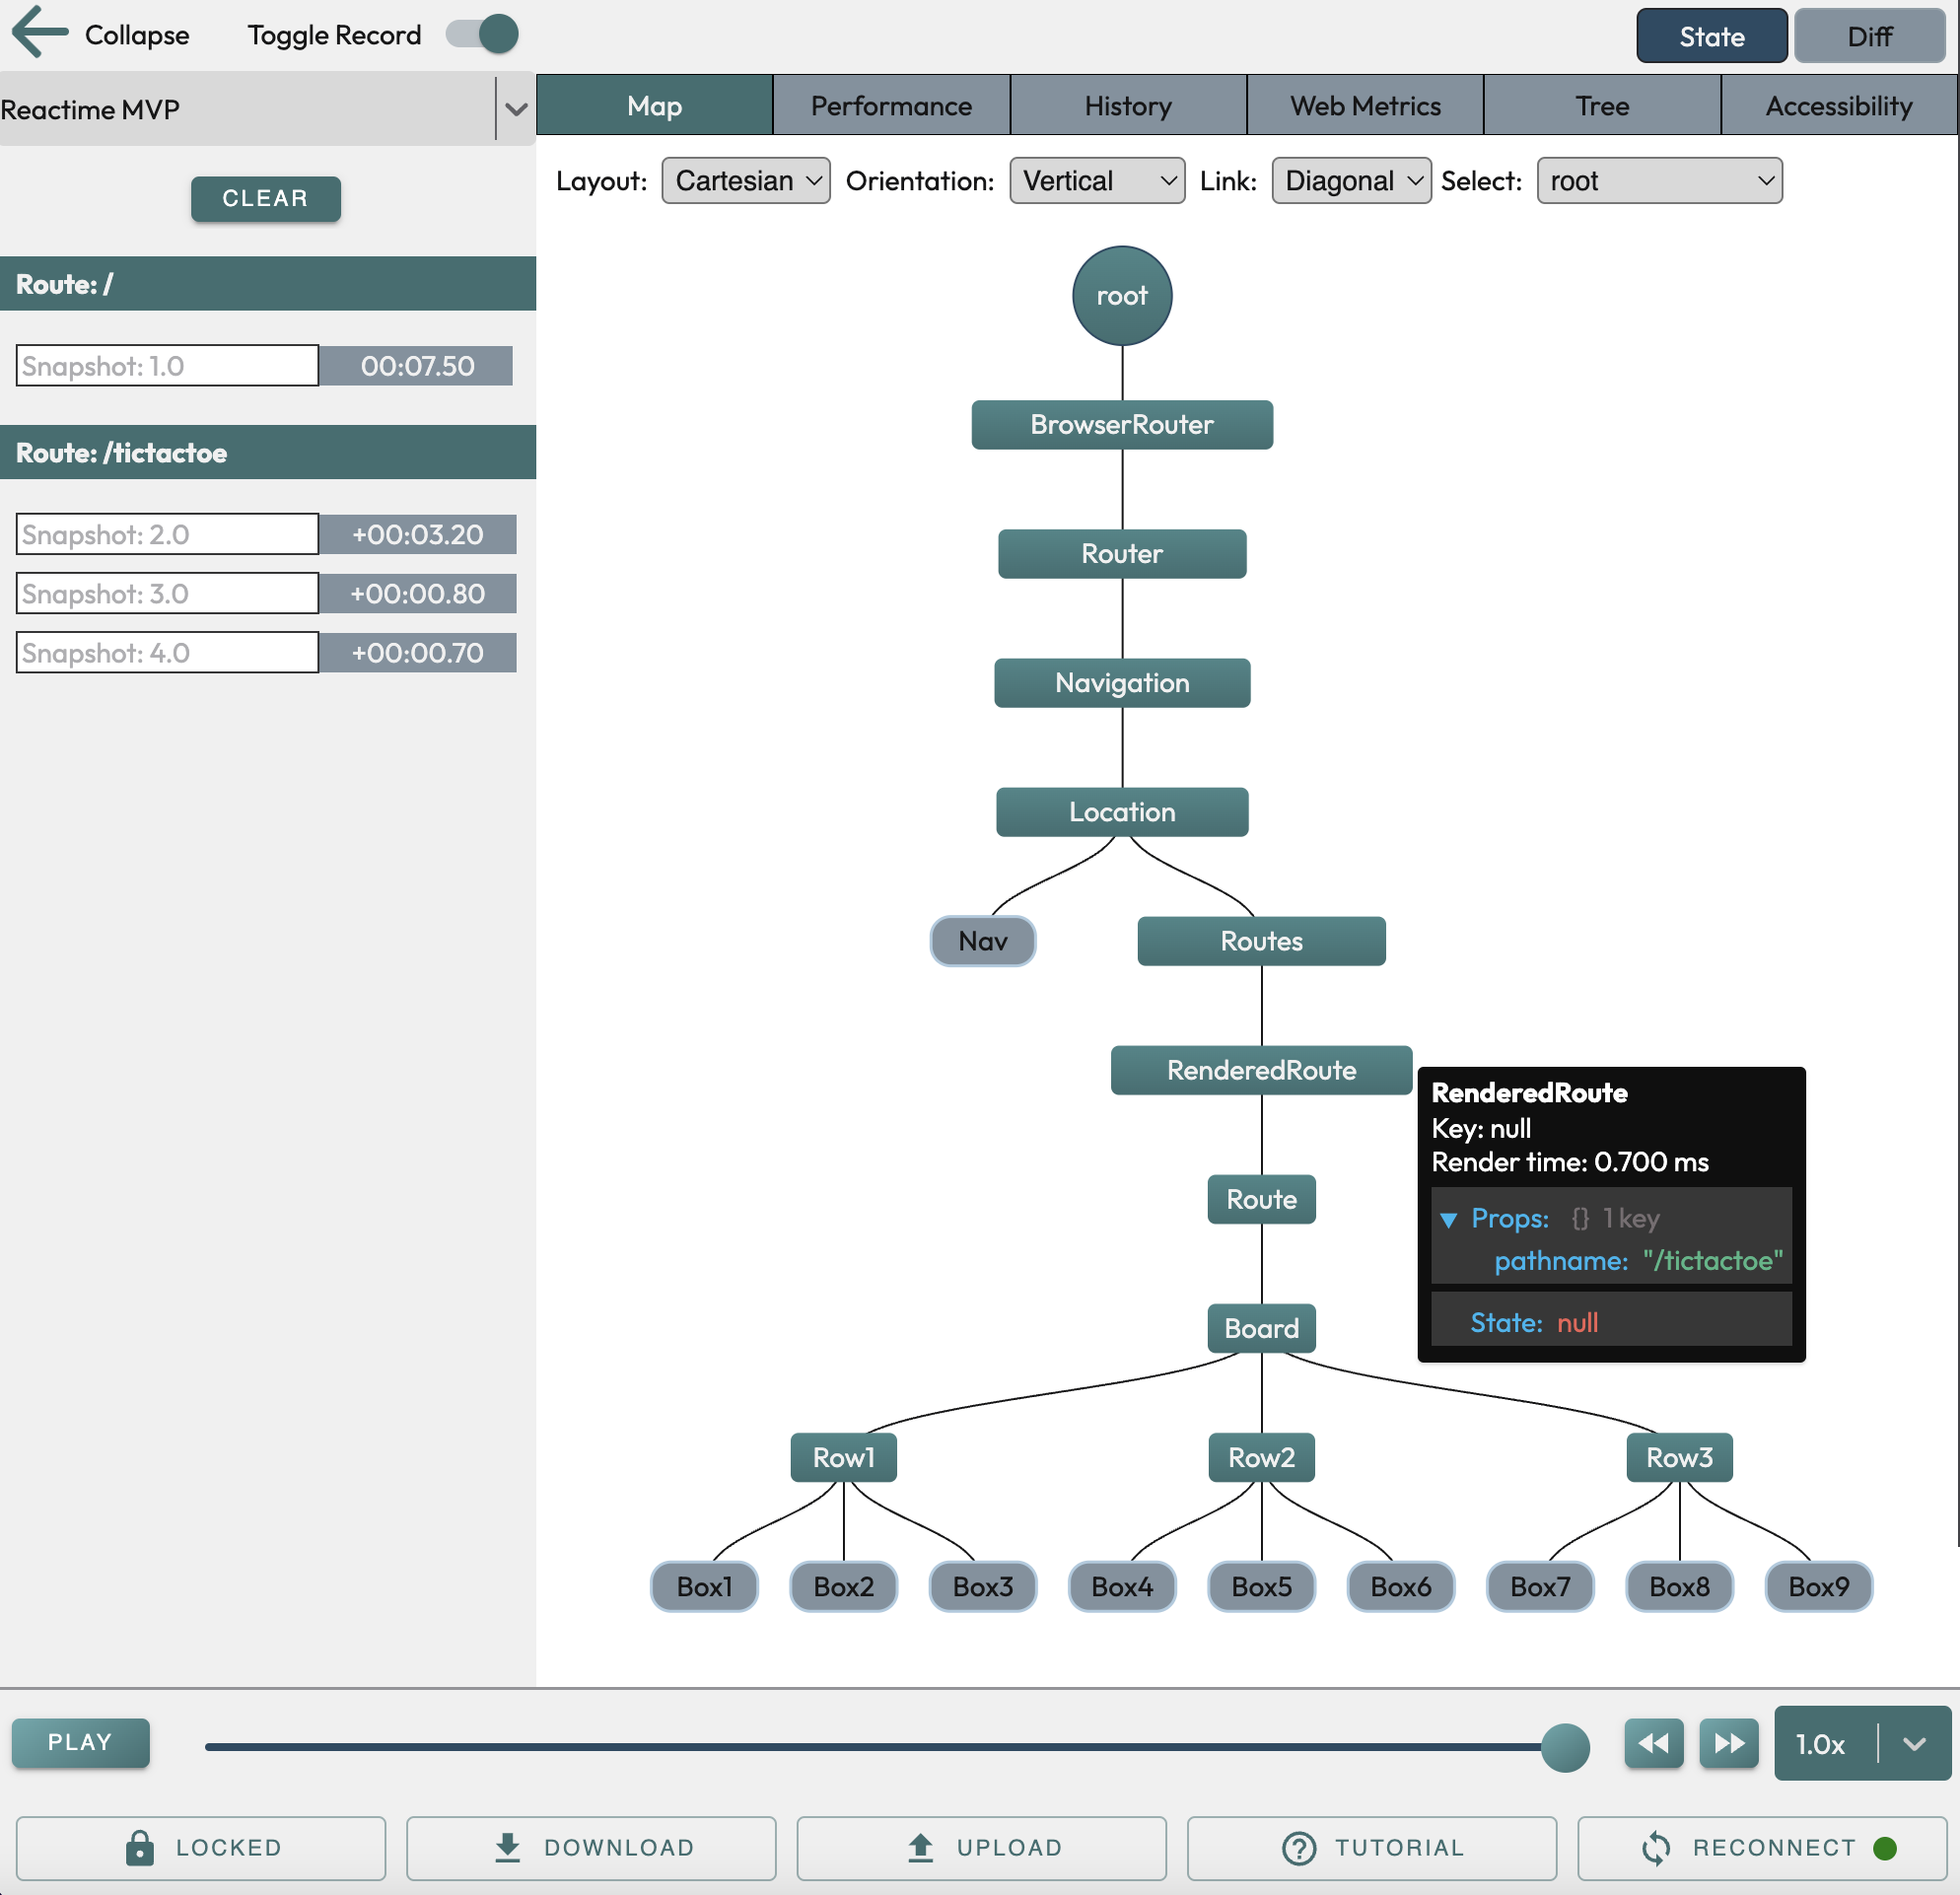 Collapse Toggle Record State Diff
Reactime MVP
Map Performance History Web Metrics Tree Accessibility
Layout: Cartesian Orientation: Vertical Link: Diagonal Select: root
CLEAR
Route: /
Snapshot: 1.0 00:07.50
Route: /tictactoe
Snapshot: 2.0 +00:03.20
Snapshot: 3.0 +00:00.80
Snapshot: 4.0 +00:00.70
root
BrowserRouter
Router
Navigation
Location
Nav Routes
RenderedRoute
RenderedRoute
Key: null
Render time: 0.700 ms
Props: {} 1 key
pathname: "/tictactoe"
State: null
Route
Board
Row1 Row2 Row3
Box1 Box2 Box3 Box4 Box5 Box6 Box7 Box8 Box9
PLAY 1.0x
LOCKED DOWNLOAD UPLOAD TUTORIAL RECONNECT